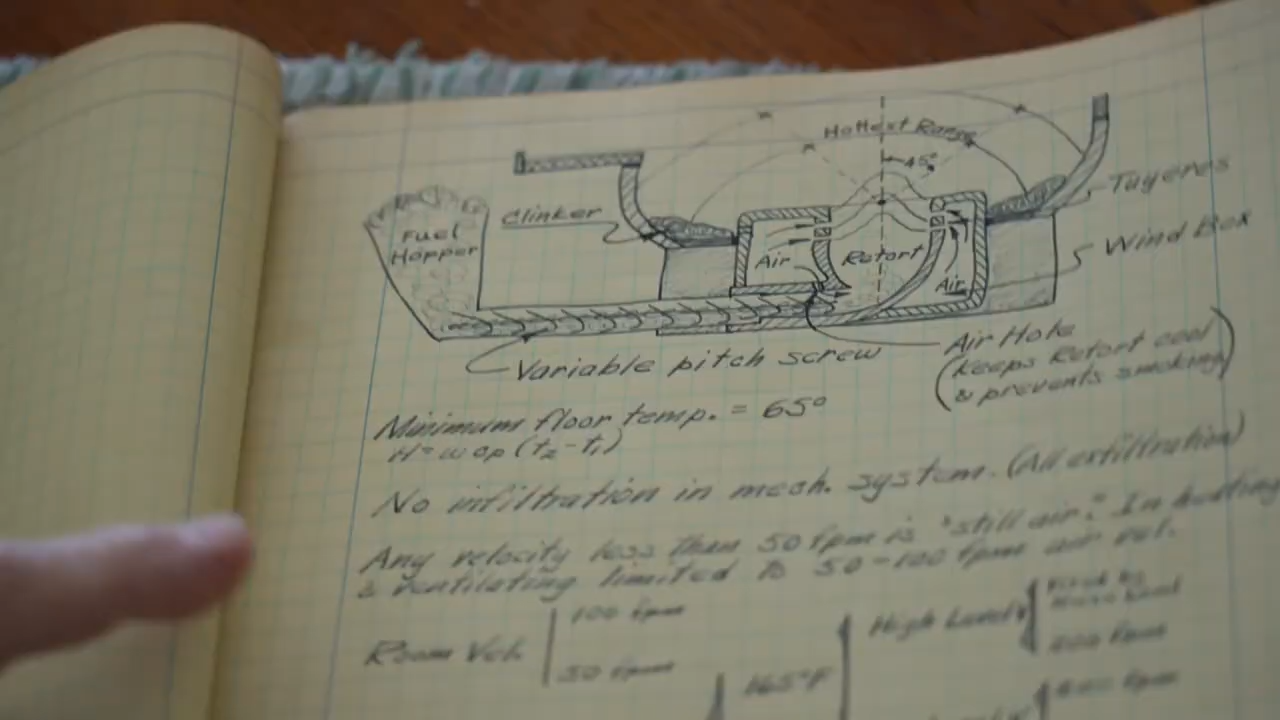 Hottest Range
45°
Tuyeres
Clinker
Fuel
Hopper
Wind Box
Air
Retort
Air
Variable pitch screw
Air Hole
(keeps Retort cool
& prevents smoking)
Minimum floor temp. = 65°
H = w cp (t2 - t1)
No infiltration in mech. system. (All exfiltration)
Any velocity less than 50 fpm is "still air." In heating
& ventilating limited to 50-100 fpm air vel.
Room Vel.
100 fpm
50 fpm
165°F
High Level
fpm
fpm